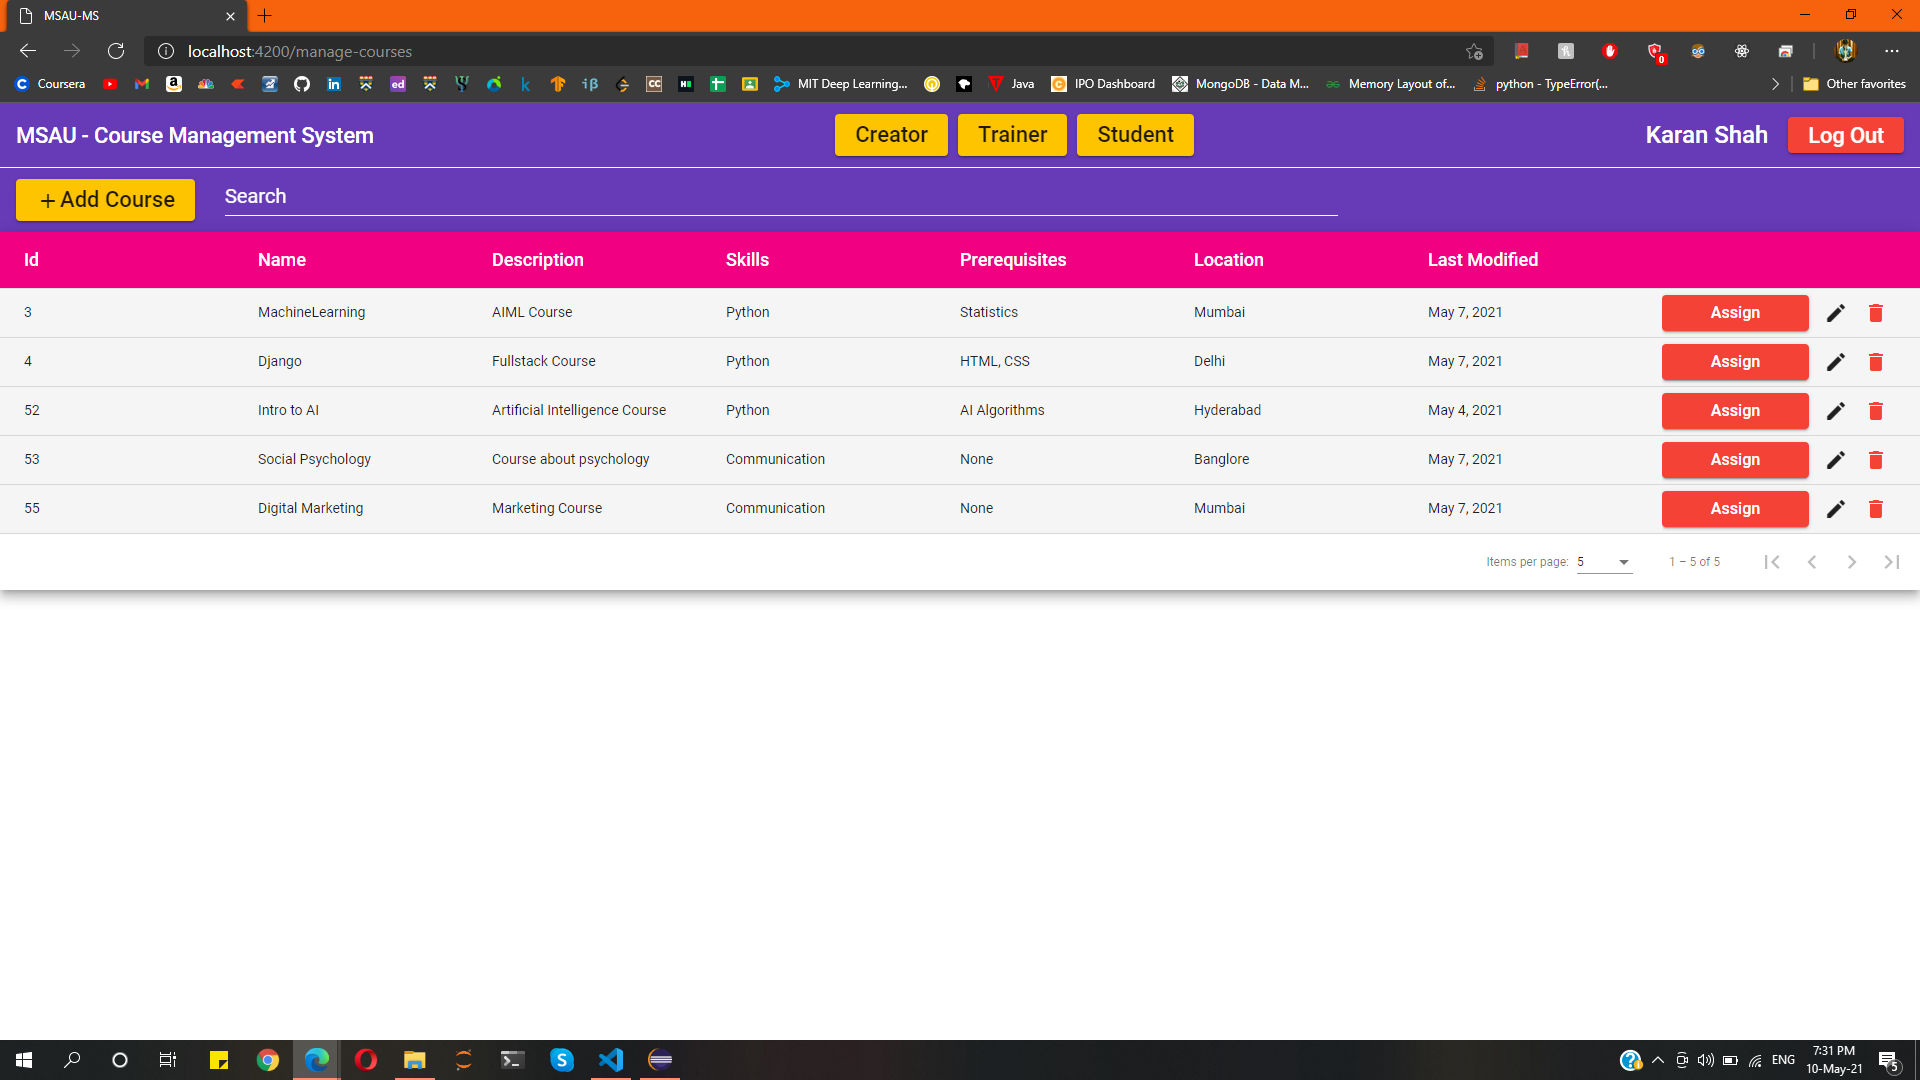 MSAU-MS
localhost:4200/manage-courses
Coursera MIT Deep Learning... Java IPO Dashboard MongoDB - Data M... Memory Layout of... python - TypeError(... Other favorites
MSAU - Course Management System Creator Trainer Student Karan Shah Log Out
+ Add Course Search
Id Name Description Skills Prerequisites Location Last Modified
3 MachineLearning AIML Course Python Statistics Mumbai May 7, 2021 Assign
4 Django Fullstack Course Python HTML, CSS Delhi May 7, 2021 Assign
52 Intro to AI Artificial Intelligence Course Python AI Algorithms Hyderabad May 4, 2021 Assign
53 Social Psychology Course about psychology Communication None Banglore May 7, 2021 Assign
55 Digital Marketing Marketing Course Communication None Mumbai May 7, 2021 Assign
Items per page: 5 1 – 5 of 5
ENG 7:31 PM
10-May-21 5